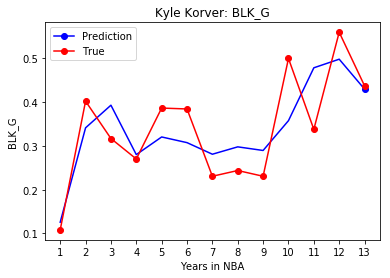 Kyle Korver: BLK_G
Prediction
True
BLK_G
0.5
0.4
0.3
0.2
0.1
1 2 3 4 5 6 7 8 9 10 11 12 13
Years in NBA